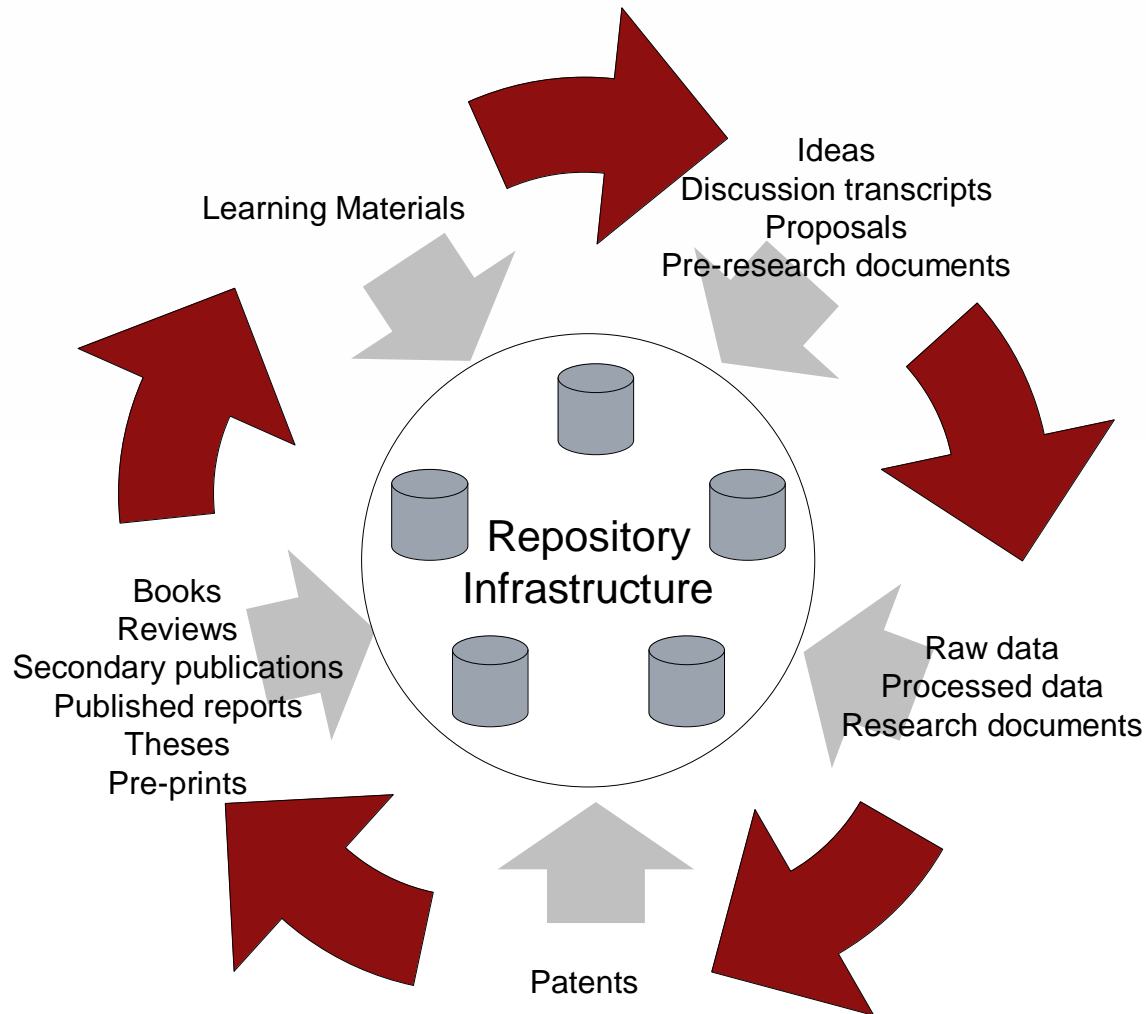 Ideas
Discussion transcripts
Proposals
Pre-research documents
Learning Materials
Repository
Infrastructure
Books
Reviews
Secondary publications
Published reports
Theses
Pre-prints
Raw data
Processed data
Research documents
Patents